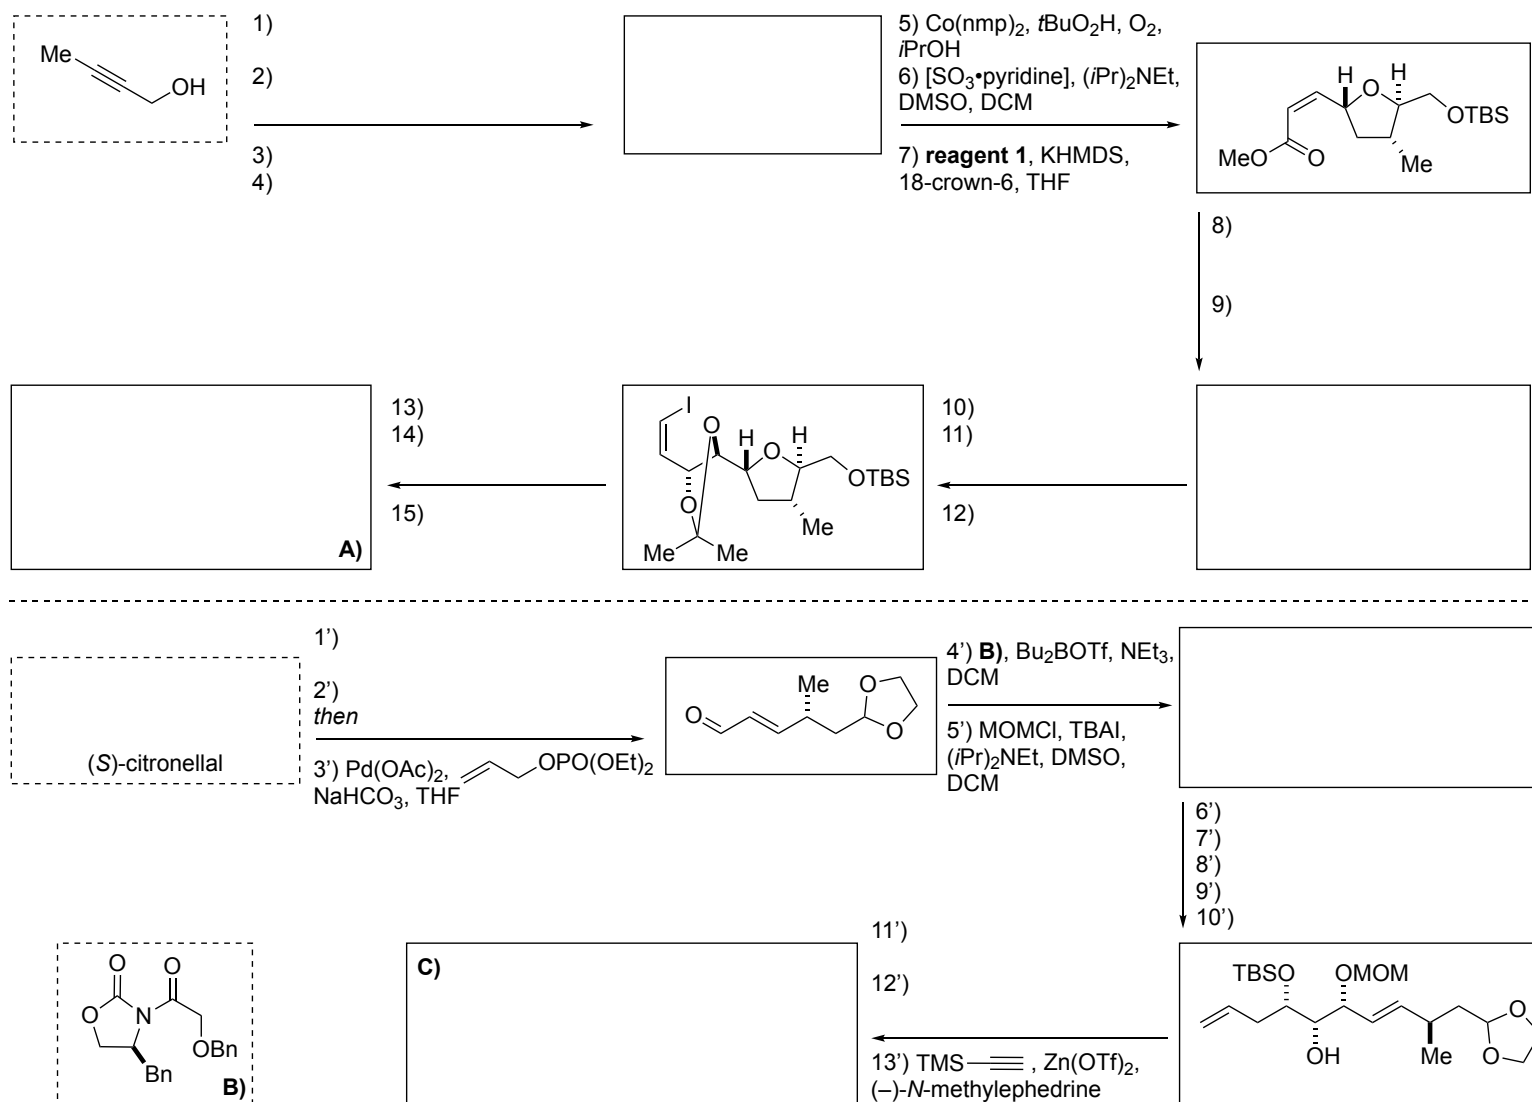 1)
2)
3)
4)
Me
OH
5) Co(nmp)2, tBuO2H, O2,
iPrOH
6) [SO3•pyridine], (iPr)2NEt,
DMSO, DCM
7) reagent 1, KHMDS,
18-crown-6, THF
H
O
H
OTBS
MeO
O
Me
8)
9)
A)
13)
14)
15)
I
O
H
O
H
OTBS
O
Me
Me
Me
10)
11)
12)
(S)-citronellal
1’)
2’)
then
3’) Pd(OAc)2,
OPO(OEt)2
NaHCO3, THF
Me
O
O
O
4’) B), Bu2BOTf, NEt3,
DCM
5’) MOMCl, TBAI,
(iPr)2NEt, DMSO,
DCM
6’)
7’)
8’)
9’)
10’)
O
O
O
N
OBn
Bn
B)
C)
11’)
12’)
13’) TMS
, Zn(OTf)2,
(–)-N-methylephedrine
TBSO
OMOM
O
O
OH
Me